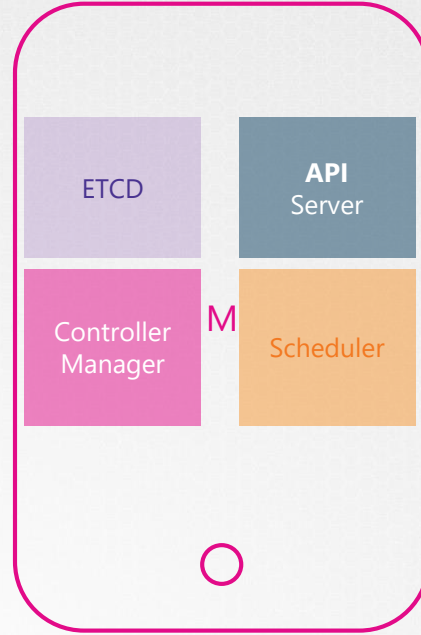 ETCD
API
Server
Controller
Manager
M
Scheduler